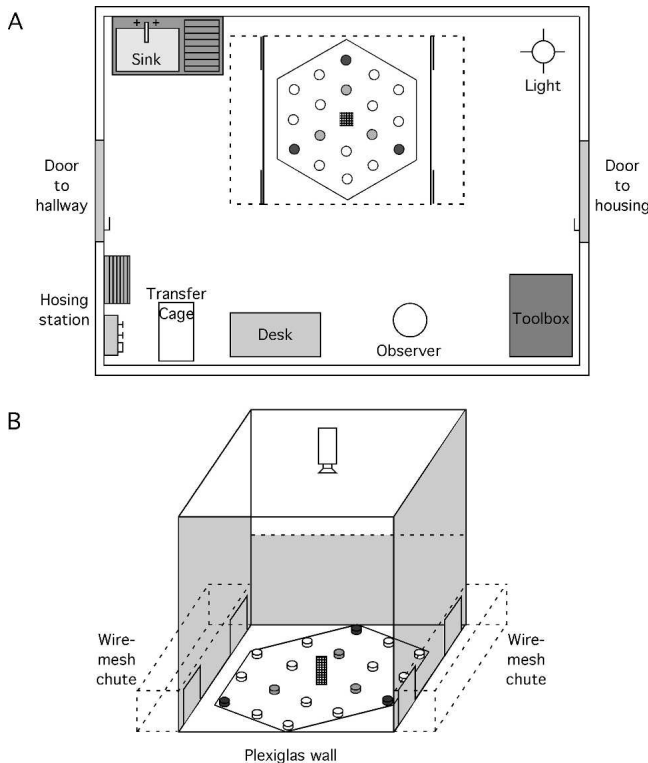 A
Sink
Light
Door
to
hallway
Door
to
housing
Hosing
station
Transfer
Cage
Desk
Observer
Toolbox
B
Wire-
mesh
chute
Wire-
mesh
chute
Plexiglas wall